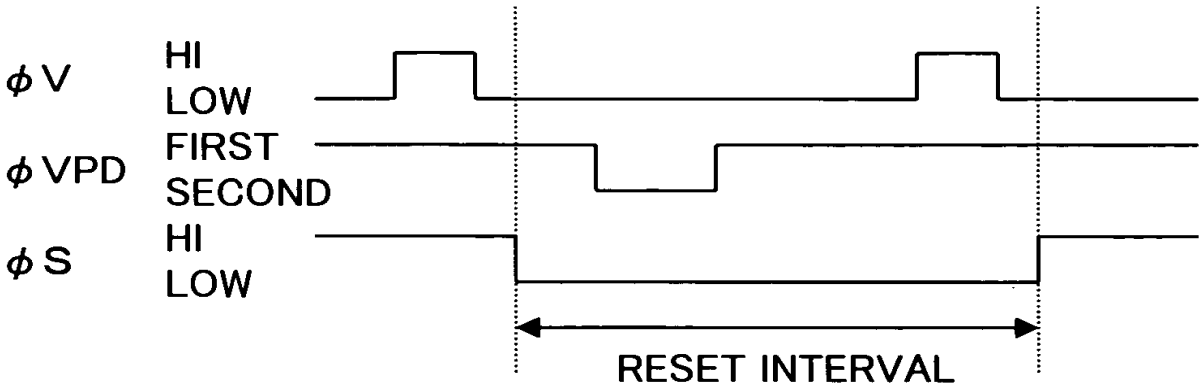 φV HI
LOW
φVPD FIRST
SECOND
φS HI
LOW
RESET INTERVAL